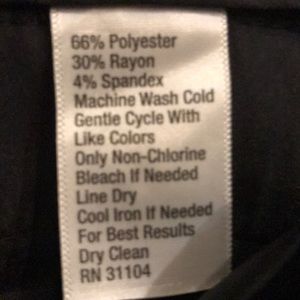 66% Polyester
30% Rayon
4% Spandex
Machine Wash Cold
Gentle Cycle With
Like Colors
Only Non-Chlorine
Bleach If Needed
Line Dry
Cool Iron If Needed
For Best Results
Dry Clean
RN 31104